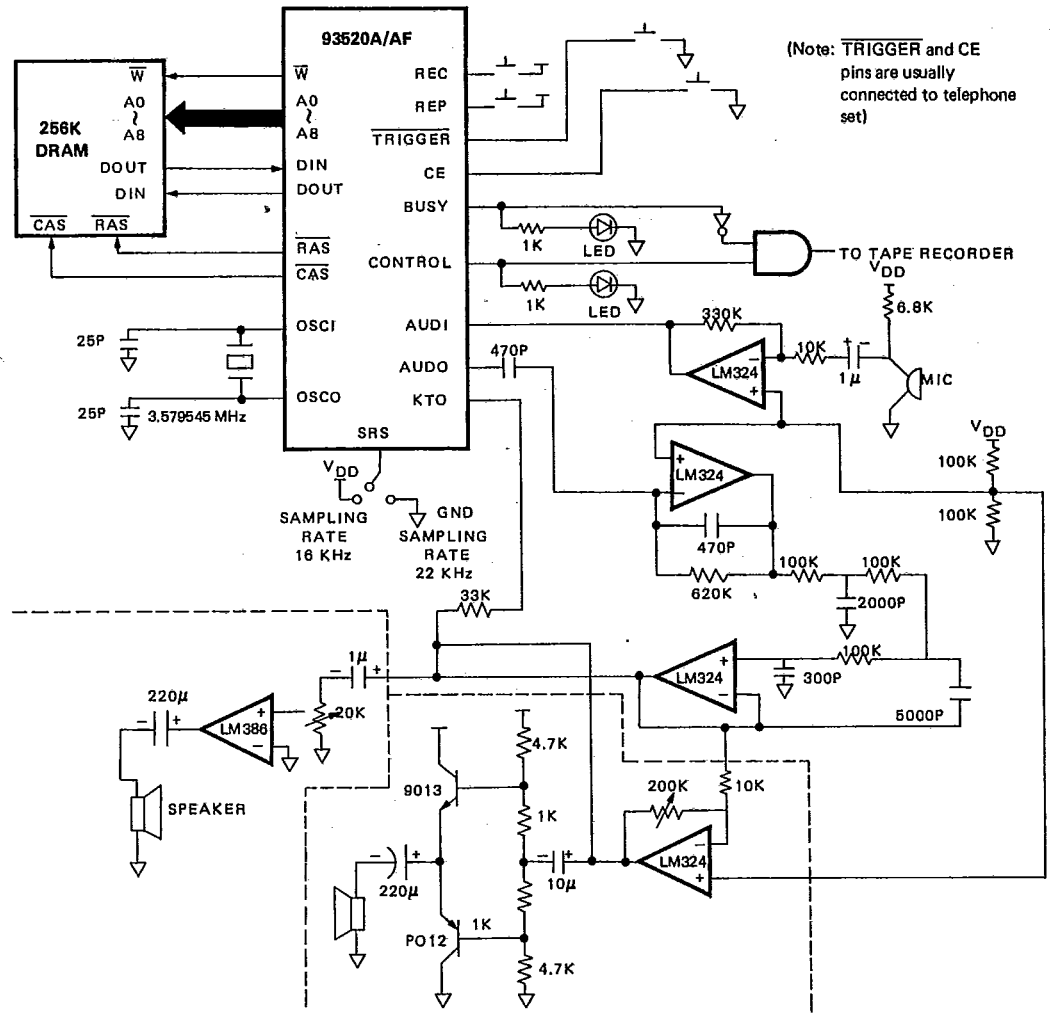 93520A/AF
(Note: TRIGGER and CE
pins are usually
connected to telephone
set)
W
W
REC
A0
~
A8
A0
~
A8
REP
256K
DRAM
TRIGGER
DOUT
DIN
CE
DIN
DOUT
BUSY
CAS
RAS
RAS
1K
LED
TO TAPE RECORDER
CONTROL
CAS
VDD
1K
LED
6.8K
25P
OSCI
AUDI
330K
10K
470P
LM324
1μ
MIC
AUDO
KTO
25P
3,579545 MHz
OSCO
SRS
VDD
VDD
100K
LM324
SAMPLING
RATE
16 KHz
GND
SAMPLING
RATE
22 KHz
100K
470P
100K
100K
620K
2000P
33K
1μ
100K
LM324
300P
220μ
20K
LM386
5000P
4.7K
200K
10K
9013
SPEAKER
1K
LM324
220μ
10μ
1K
PO12
4.7K